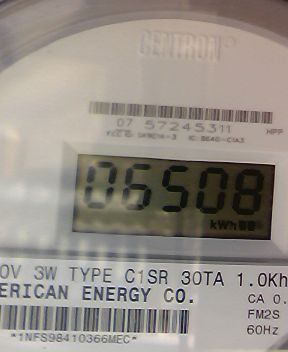 CENTRON®
07 57245311
HPP
06508
kWh
0V 3W TYPE C1SR 30TA 1.0Kh
ERICAN ENERGY CO.
CA 0.
FM2S
60Hz
*1NFS98410366MEC*